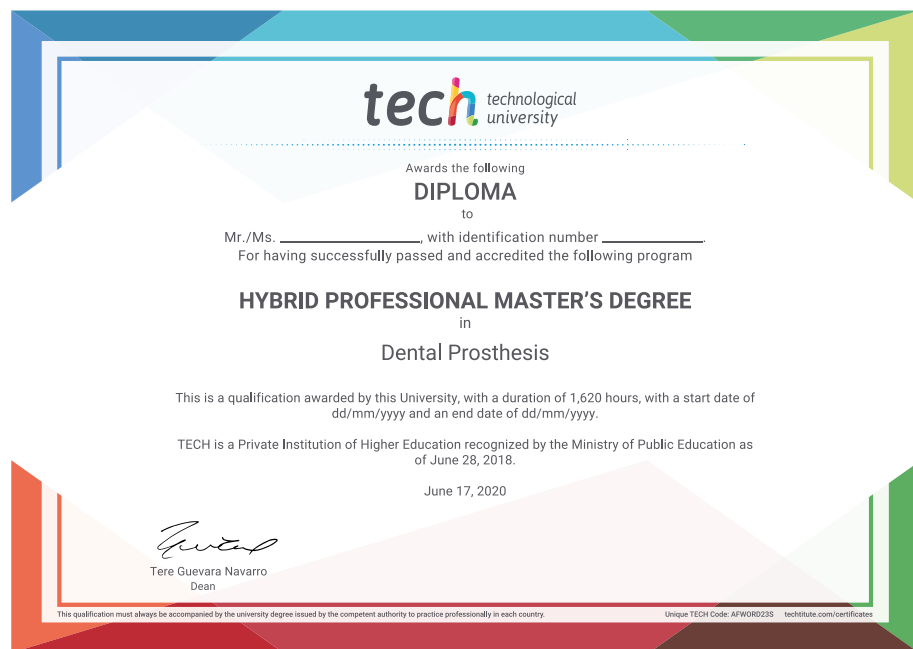 tech technological
university
Awards the following
DIPLOMA
to
Mr./Ms. ____________________, with identification number ______________.
For having successfully passed and accredited the following program
HYBRID PROFESSIONAL MASTER'S DEGREE
in
Dental Prosthesis
This is a qualification awarded by this University, with a duration of 1,620 hours, with a start date of
dd/mm/yyyy and an end date of dd/mm/yyyy.
TECH is a Private Institution of Higher Education recognized by the Ministry of Public Education as
of June 28, 2018.
June 17, 2020
Tere Guevara Navarro
Dean
This qualification must always be accompanied by the university degree issued by the competent authority to practice professionally in each country.
Unique TECH Code: AFWORD23S techtitute.com/certificates